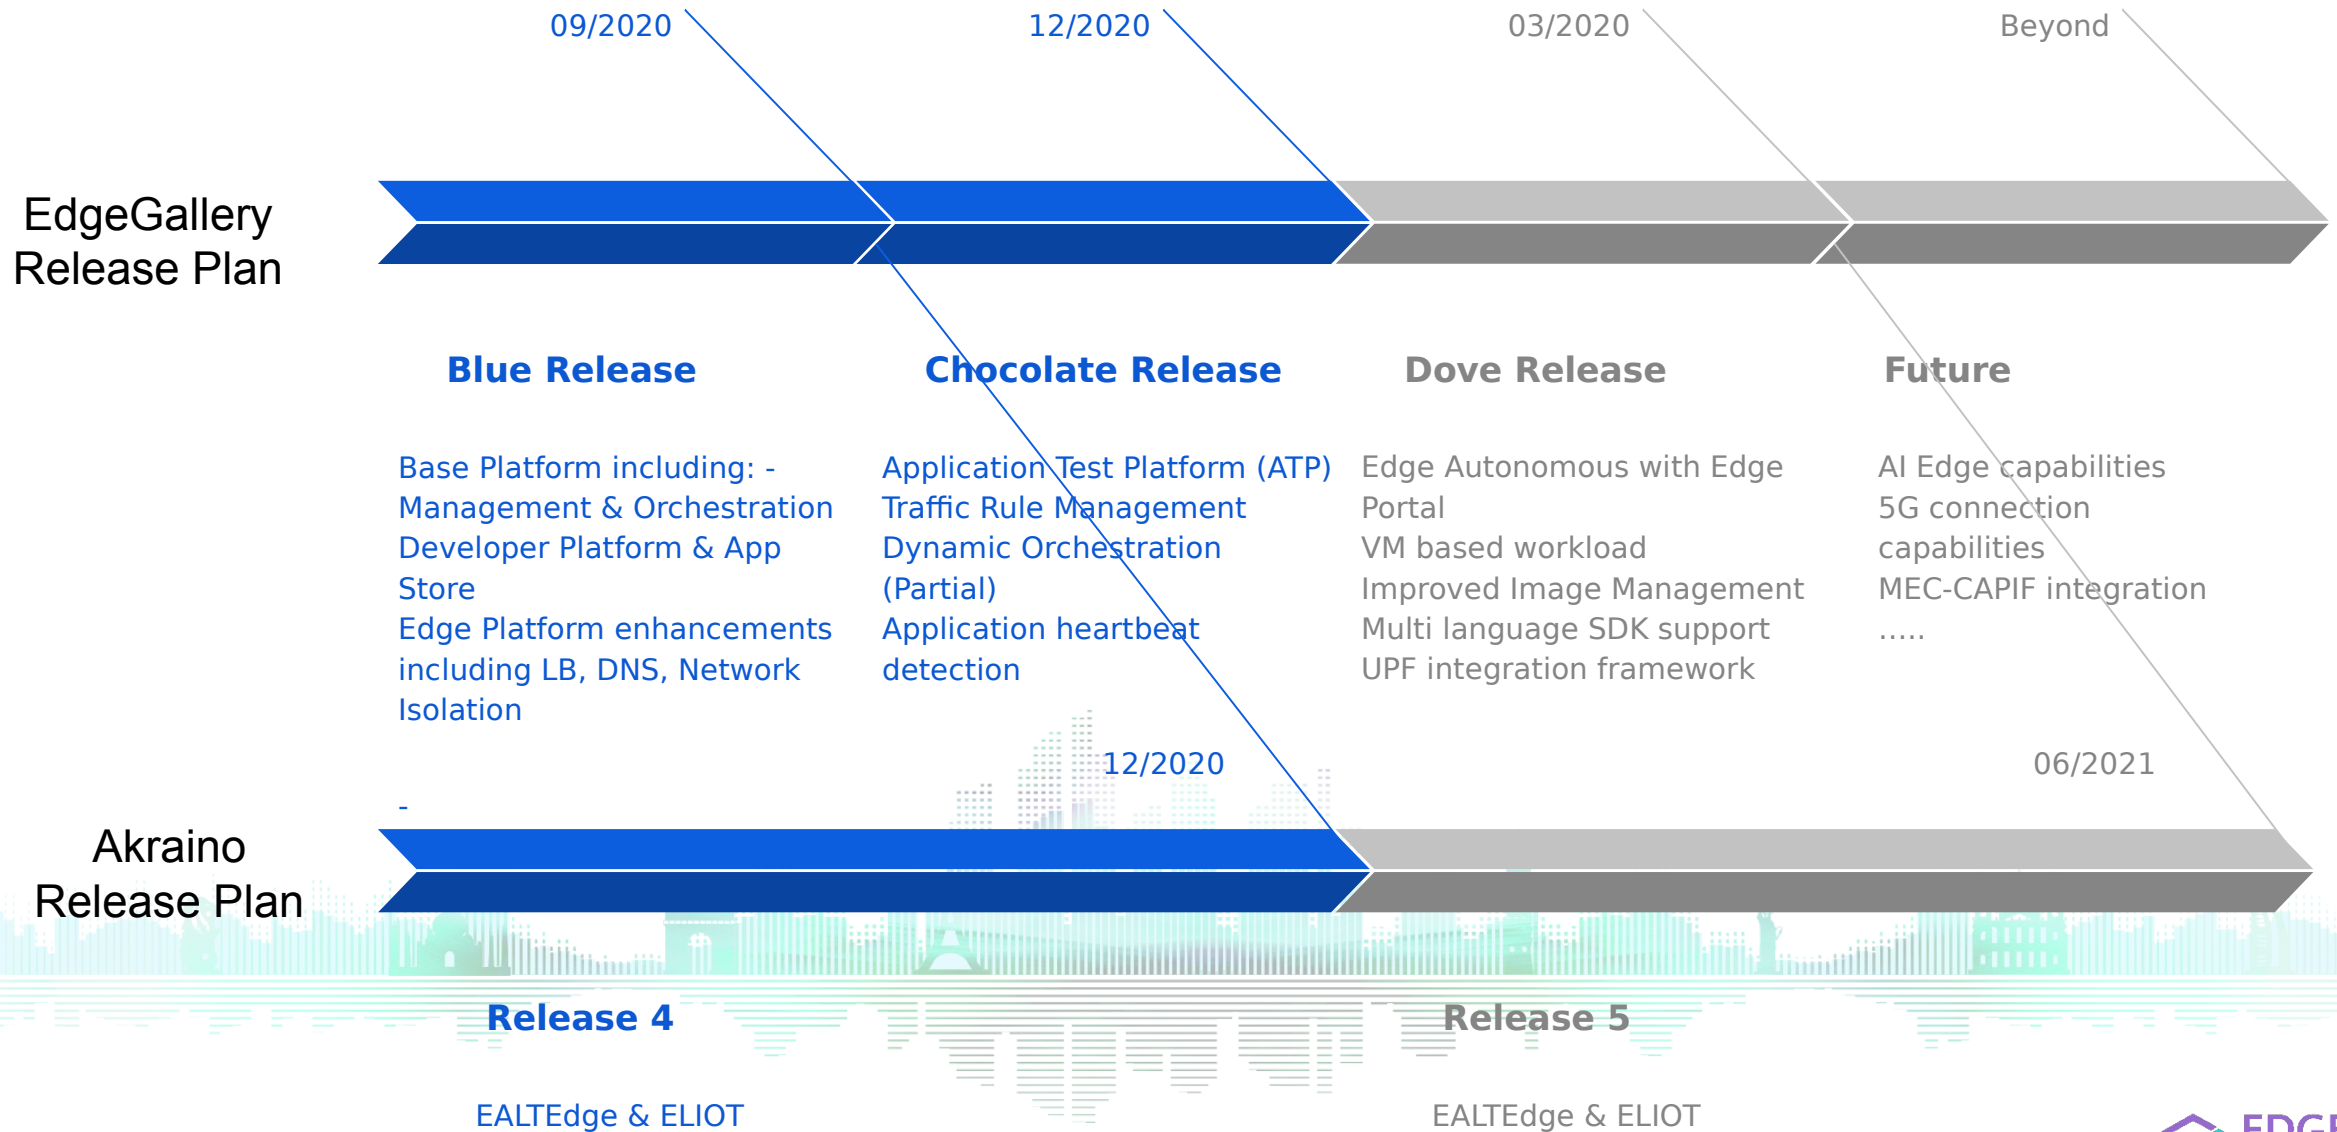 09/2020
12/2020
03/2020
Beyond
EdgeGallery
Release Plan
Blue Release
Chocolate Release
Dove Release
Future
Base Platform including: -
Management & Orchestration
Developer Platform & App
Store
Edge Platform enhancements
including LB, DNS, Network
Isolation
-
Application Test Platform (ATP)
Traffic Rule Management
Dynamic Orchestration
(Partial)
Application heartbeat
detection
Edge Autonomous with Edge
Portal
VM based workload
Improved Image Management
Multi language SDK support
UPF integration framework
AI Edge capabilities
5G connection
capabilities
MEC-CAPIF integration
.....
12/2020
06/2021
Akraino
Release Plan
Release 4
Release 5
EALTEdge & ELIOT
EALTEdge & ELIOT